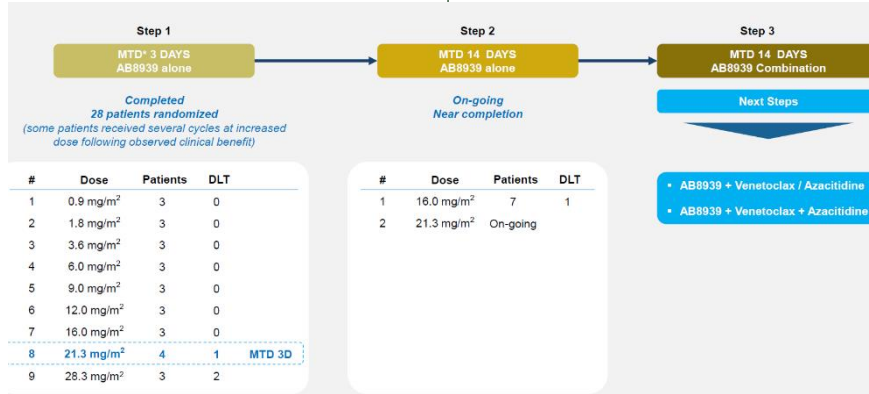 Step 1
MTD* 3 DAYS
AB8939 alone
Completed
28 patients randomized
(some patients received several cycles at increased
dose following observed clinical benefit)
# Dose Patients DLT
1 0.9 mg/m² 3 0
2 1.8 mg/m² 3 0
3 3.6 mg/m² 3 0
4 6.0 mg/m² 3 0
5 9.0 mg/m² 3 0
6 12.0 mg/m² 3 0
7 16.0 mg/m² 3 0
8 21.3 mg/m² 4 1 MTD 3D
9 28.3 mg/m² 3 2
Step 2
MTD 14 DAYS
AB8939 alone
On-going
Near completion
# Dose Patients DLT
1 16.0 mg/m² 7 1
2 21.3 mg/m² On-going
Step 3
MTD 14 DAYS
AB8939 Combination
Next Steps
▪ AB8939 + Venetoclax / Azacitidine
▪ AB8939 + Venetoclax + Azacitidine